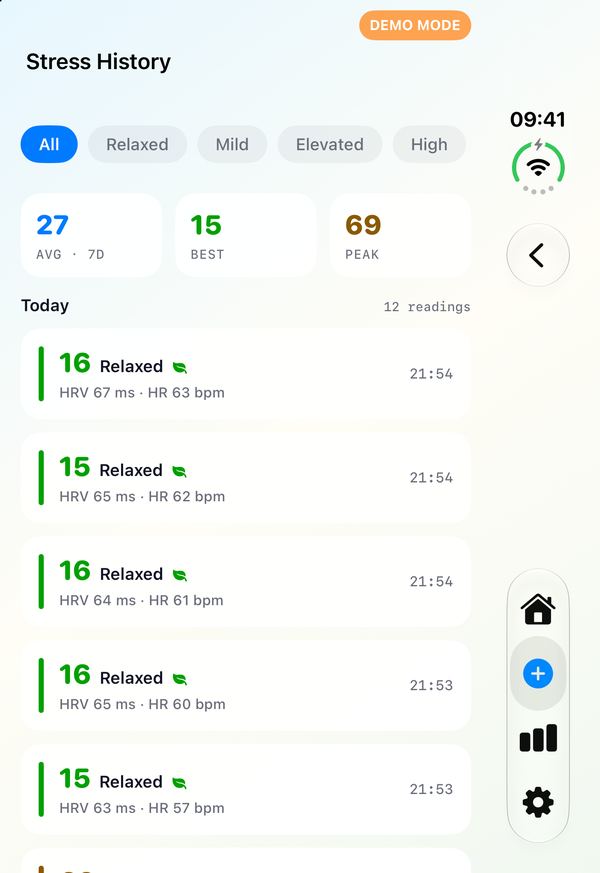 DEMO MODE
Stress History
09:41
All
Relaxed
Mild
Elevated
High
27
AVG · 7D
15
BEST
69
PEAK
Today
12 readings
16 Relaxed
HRV 67 ms · HR 63 bpm
21:54
15 Relaxed
HRV 65 ms · HR 62 bpm
21:54
16 Relaxed
HRV 64 ms · HR 61 bpm
21:54
16 Relaxed
HRV 65 ms · HR 60 bpm
21:53
15 Relaxed
HRV 63 ms · HR 57 bpm
21:53